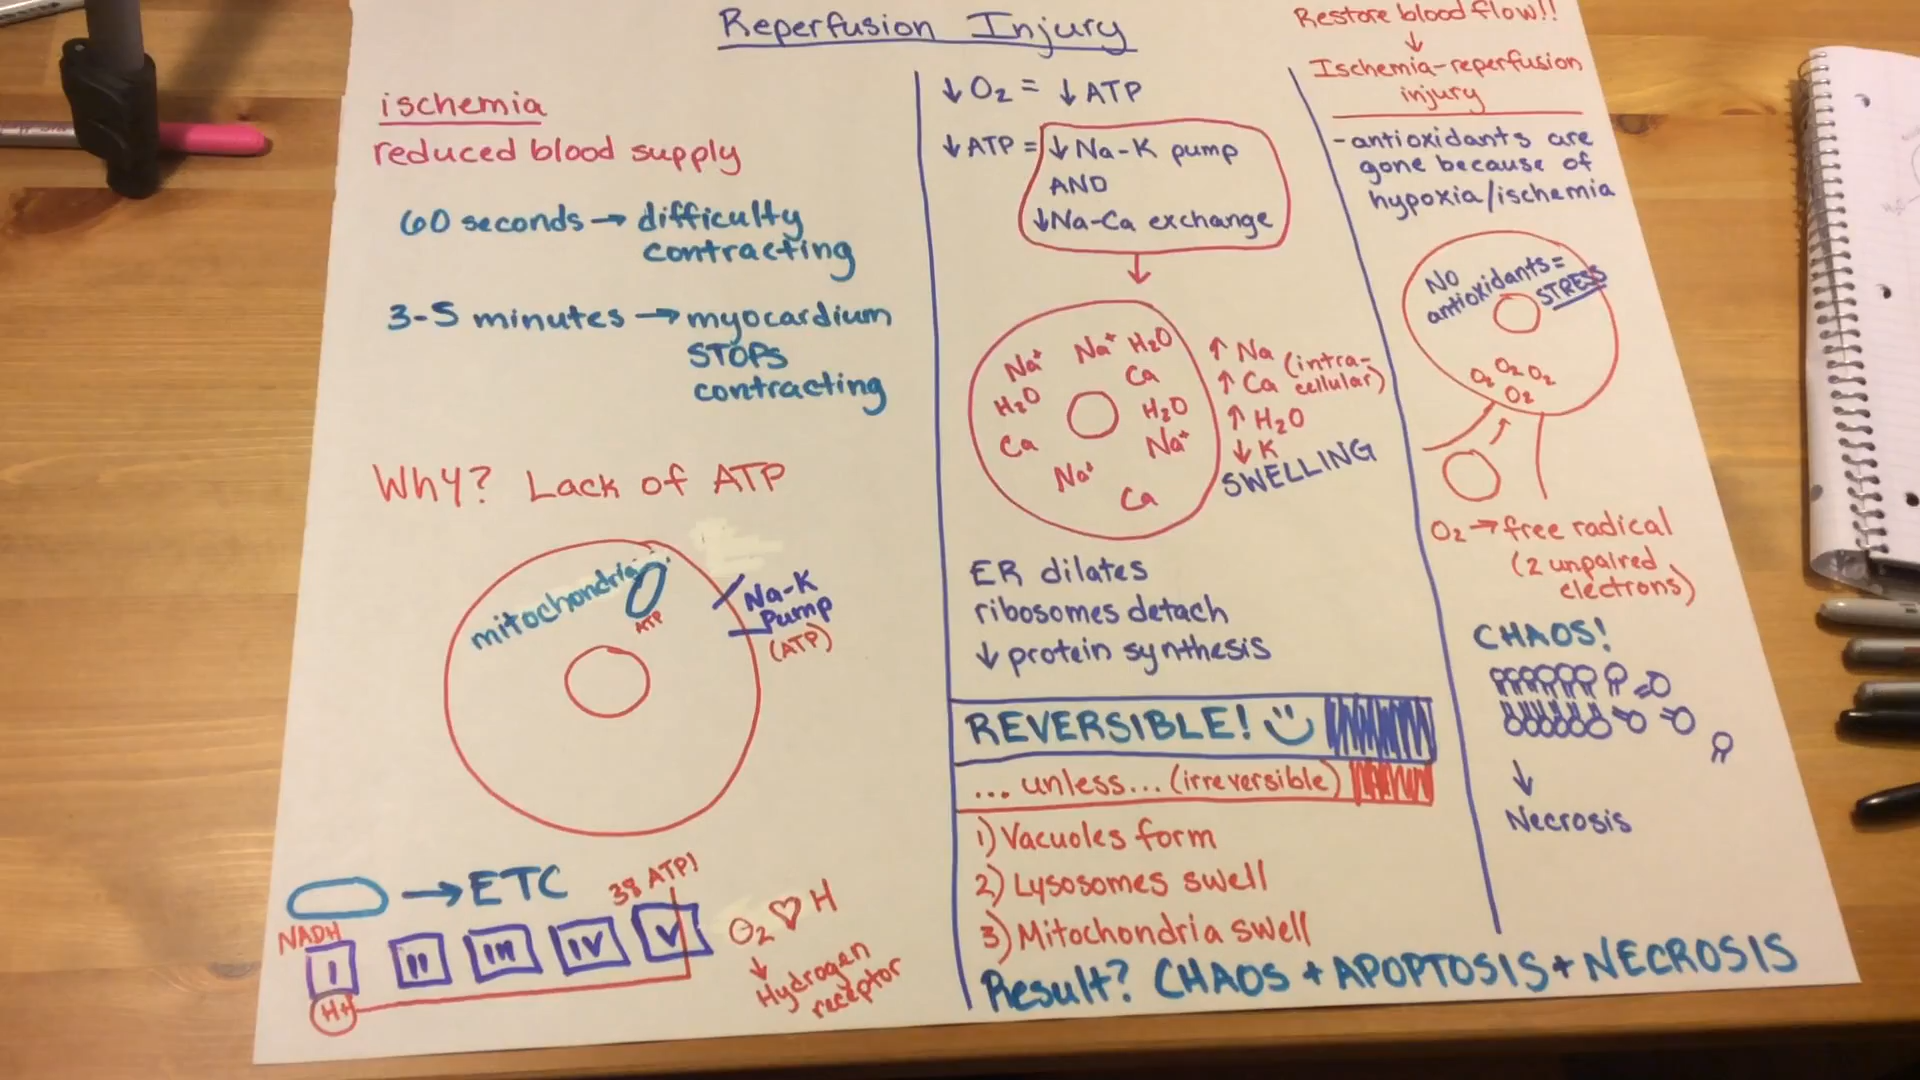 Reperfusion Injury
ischemia
reduced blood supply
60 seconds → difficulty
contracting
3-5 minutes → myocardium
STOPS
contracting
Why? Lack of ATP
mitochondria
ATP
Na-K
Pump
(ATP)
→ ETC
38 ATP!
NADH
I II III IV V
H+
O₂ ♡ H
↓
Hydrogen
receptor
↓O₂ = ↓ATP
↓ATP = ↓Na-K pump
AND
↓Na-Ca exchange
↓
Na⁺ Na⁺ H₂O
Ca
H₂O H₂O
Ca Na⁺
Na⁺
Ca
↑ Na (intra-
↑ Ca cellular)
↑ H₂O
↓ K
SWELLING
ER dilates
ribosomes detach
↓ protein synthesis
REVERSIBLE!
... unless... (irreversible)
1) Vacuoles form
2) Lysosomes swell
3) Mitochondria swell
Result? CHAOS + APOPTOSIS + NECROSIS
Restore blood flow!!
↓
Ischemia-reperfusion
injury
-antioxidants are
gone because of
hypoxia/ischemia
NO
antioxidants =
STRESS
O₂ O₂ O₂
O₂
O₂ → free radical
(2 unpaired
electrons)
CHAOS!
↓
Necrosis